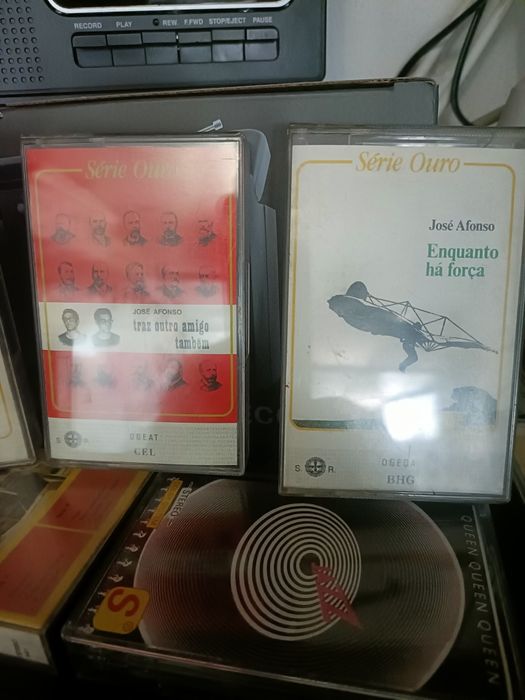 RECORD PLAY REW. F.FWD STOP/EJECT PAUSE
Série Ouro
JOSÉ AFONSO
traz outro amigo
também
S. R.
CEL
Série Ouro
José Afonso
Enquanto
há força
S. R.
BHG
STEREO
S
QUEEN QUEEN QUEEN